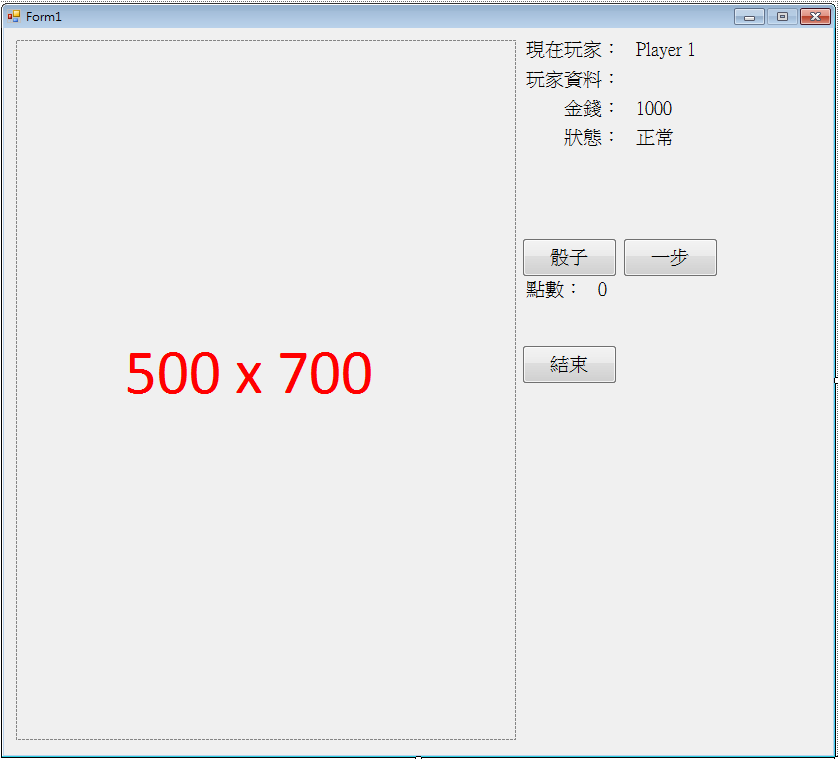 Form1
現在玩家： Player 1
玩家資料：
金錢： 1000
狀態： 正常
骰子 一步
點數： 0
500 x 700
結束